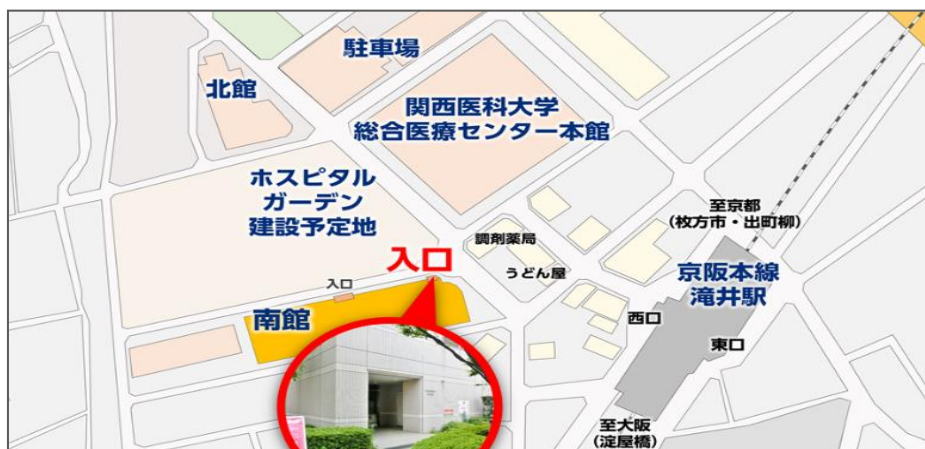 駐車場
北館
関西医科大学
総合医療センター本館
ホスピタル
ガーデン
建設予定地
至京都
(枚方市・出町柳)
調剤薬局
入口
うどん屋
京阪本線
滝井駅
入口
南館
西口
東口
至大阪
(淀屋橋)